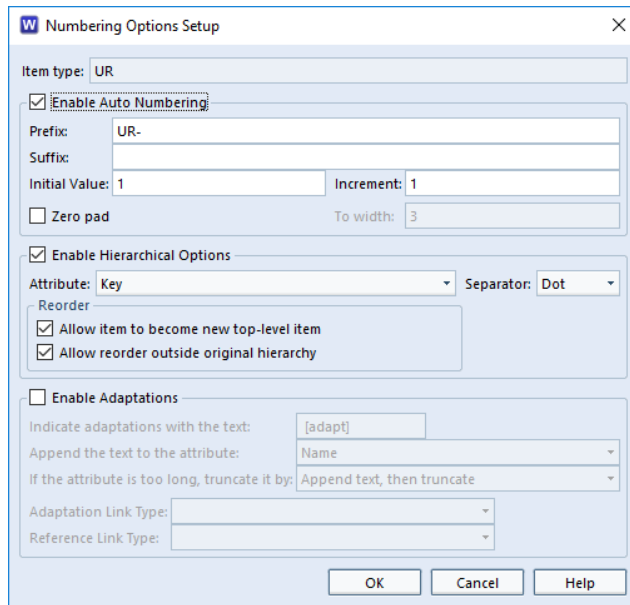 W Numbering Options Setup
Item type: UR
Enable Auto Numbering
Prefix: UR-
Suffix:
Initial Value: 1 Increment: 1
Zero pad To width: 3
Enable Hierarchical Options
Attribute: Key Separator: Dot
Reorder
Allow item to become new top-level item
Allow reorder outside original hierarchy
Enable Adaptations
Indicate adaptations with the text: [adapt]
Append the text to the attribute: Name
If the attribute is too long, truncate it by: Append text, then truncate
Adaptation Link Type:
Reference Link Type:
OK Cancel Help